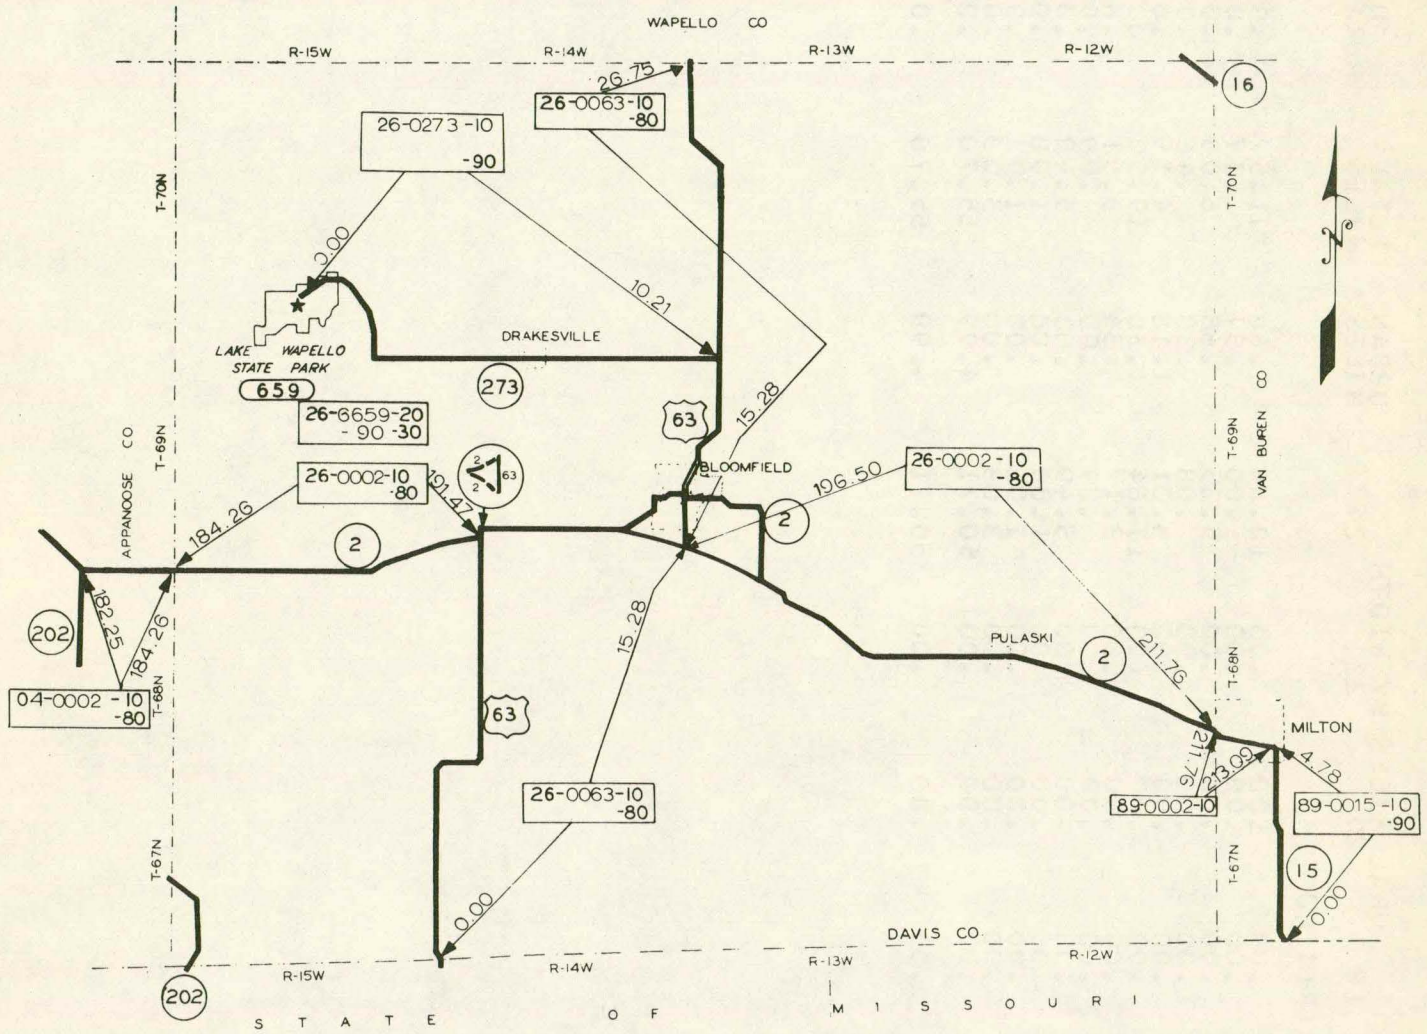 WAPELLO CO
R-15W
R-14W
R-13W
R-12W
26.75
16
26-0063-10
-80
26-0273-10
-90
T-70N
T-70N
0.00
10.21
DRAKESVILLE
LAKE WAPELLO
STATE PARK
659
273
26-6659-20
-90-30
63
15.28
APPANOOSE CO
T-69N
T-69N
VAN BUREN CO
26-0002-10
-80
191.47
2
2
63
BLOOMFIELD
196.50
26-0002-10
-80
184.26
2
2
202
182.25
184.26
04-0002-10
-80
T-68N
15.28
PULASKI
2
211.76
T-68N
63
MILTON
211.76
213.09
4.78
26-0063-10
-80
89-0002-10
89-0015-10
-90
T-67N
T-67N
15
0.00
0.00
DAVIS CO.
202
R-15W
R-14W
R-13W
R-12W
STATE OF MISSOURI